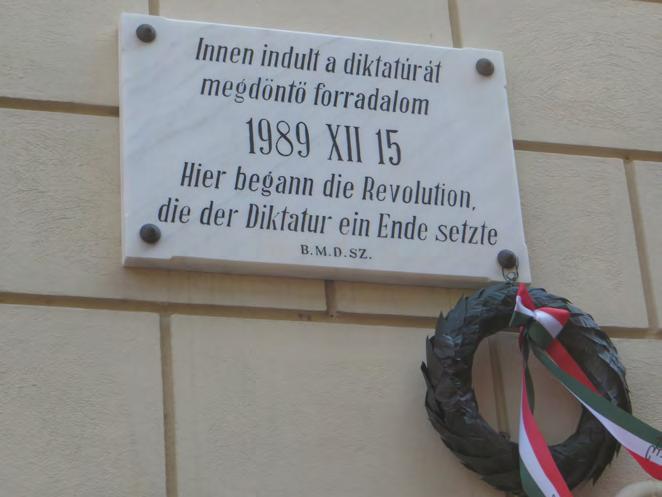 Innen indult a diktatúrát
megdöntő forradalom
1989 XII 15
Hier begann die Revolution,
die der Diktatur ein Ende setzte
B.M.D.SZ.